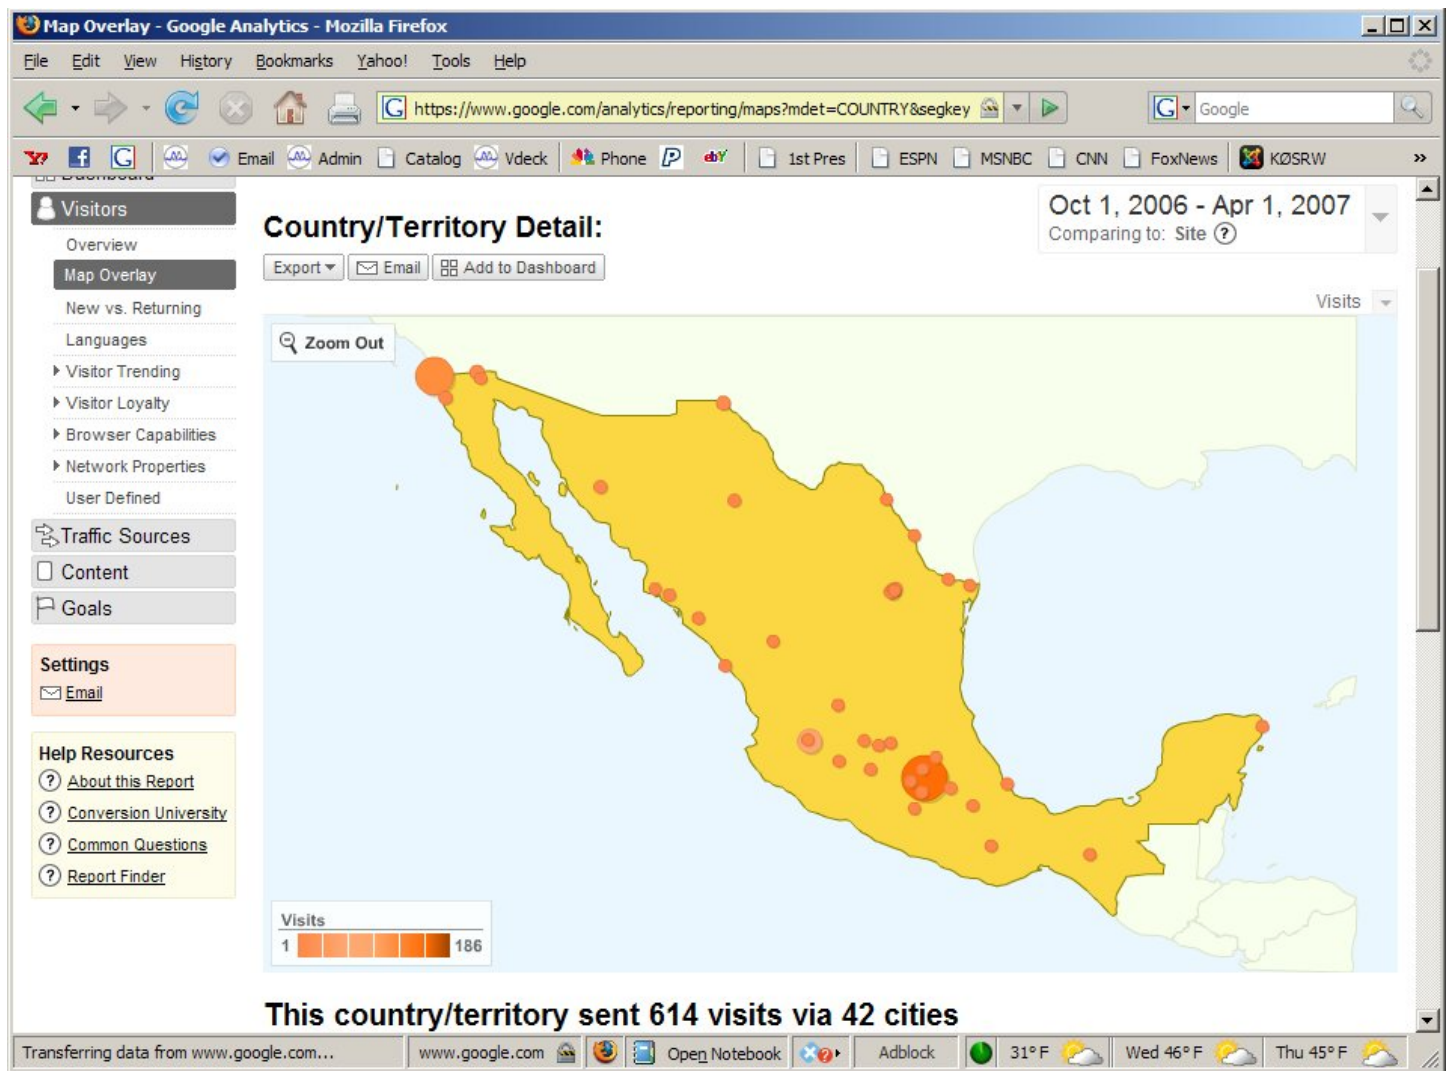 Map Overlay - Google Analytics - Mozilla Firefox
File Edit View History Bookmarks Yahoo! Tools Help
G https://www.google.com/analytics/reporting/maps?mdet=COUNTRY&segkey G Google
Y! f G Email Admin Catalog Vdeck Phone P ebY 1st Pres ESPN MSNBC CNN FoxNews KØSRW »
Dashboard
Visitors
Overview
Map Overlay
New vs. Returning
Languages
Visitor Trending
Visitor Loyalty
Browser Capabilities
Network Properties
User Defined
Traffic Sources
Content
Goals
Settings
Email
Help Resources
? About this Report
? Conversion University
? Common Questions
? Report Finder
Country/Territory Detail:
Oct 1, 2006 - Apr 1, 2007
Comparing to: Site ?
Export Email Add to Dashboard
Visits
Zoom Out
Visits
1 186
This country/territory sent 614 visits via 42 cities
Transferring data from www.google.com... www.google.com Open Notebook Adblock 31° F Wed 46° F Thu 45° F